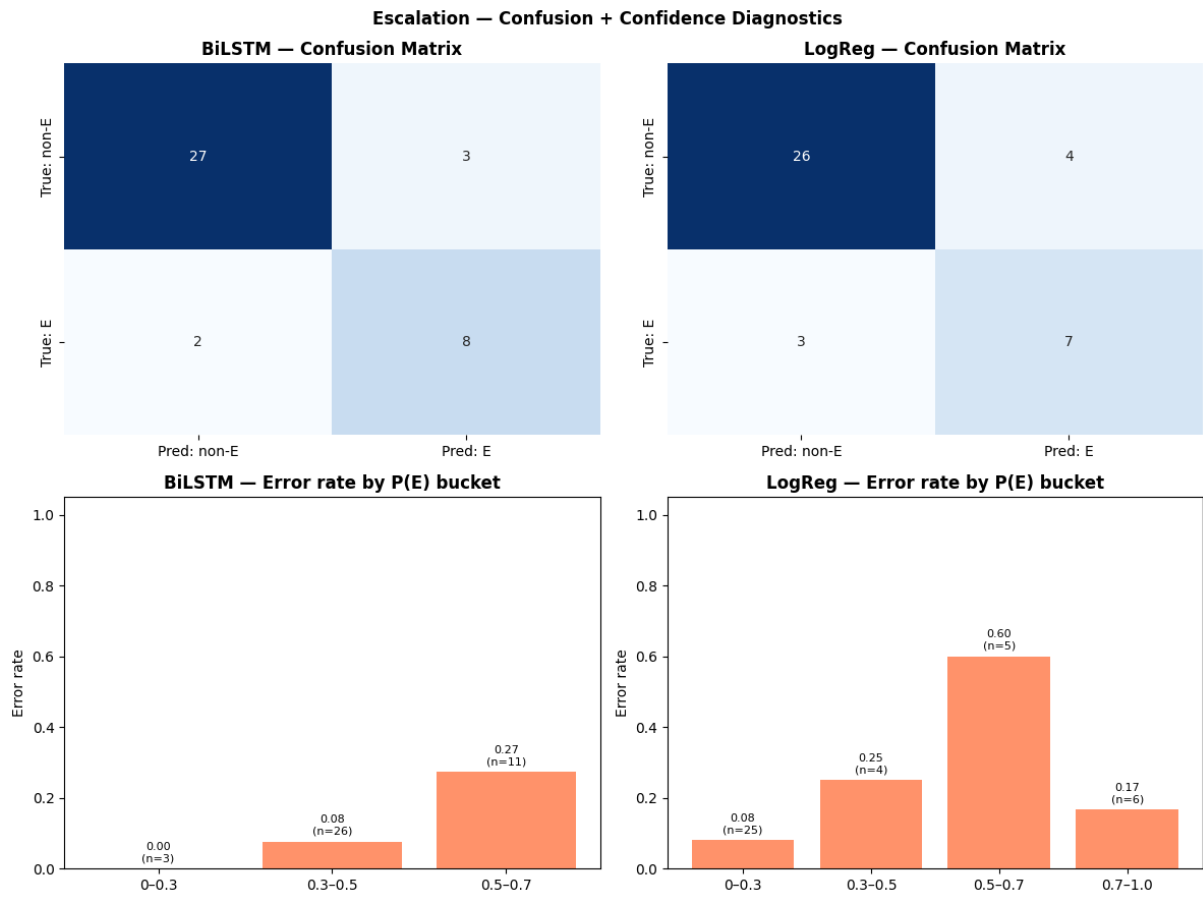 Escalation — Confusion + Confidence Diagnostics
BiLSTM — Confusion Matrix
True: non-E
27
3
True: E
2
8
Pred: non-E
Pred: E
LogReg — Confusion Matrix
True: non-E
26
4
True: E
3
7
Pred: non-E
Pred: E
BiLSTM — Error rate by P(E) bucket
Error rate
1.0
0.8
0.6
0.4
0.2
0.0
0.00
(n=3)
0.08
(n=26)
0.27
(n=11)
0–0.3
0.3–0.5
0.5–0.7
LogReg — Error rate by P(E) bucket
Error rate
1.0
0.8
0.6
0.4
0.2
0.0
0.08
(n=25)
0.25
(n=4)
0.60
(n=5)
0.17
(n=6)
0–0.3
0.3–0.5
0.5–0.7
0.7–1.0